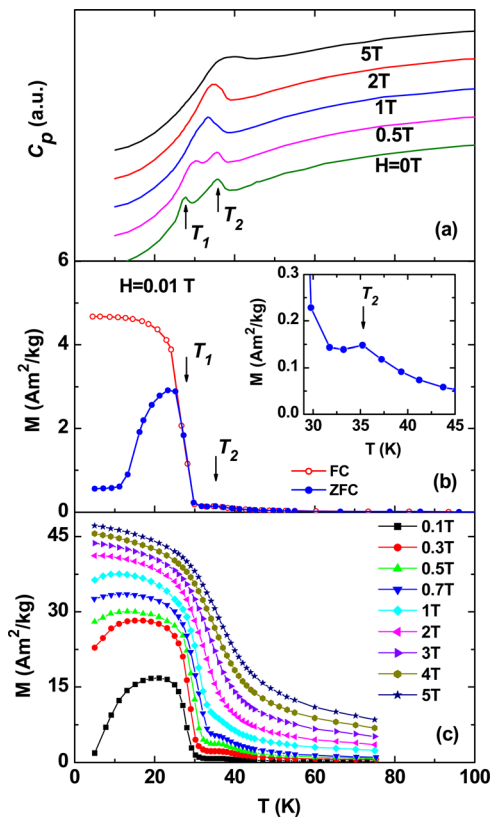 C_p (a.u.)
5T
2T
1T
0.5T
H=0T
T_1
T_2
(a)
6
H=0.01 T
M (Am²/kg)
4
2
0
T_1
T_2
M (Am²/kg)
0.3
0.2
0.1
0.0
T_2
30 35 40 45
T (K)
FC
ZFC
(b)
M (Am²/kg)
45
30
15
0
0.1T
0.3T
0.5T
0.7T
1T
2T
3T
4T
5T
(c)
0 20 40 60 80 100
T (K)